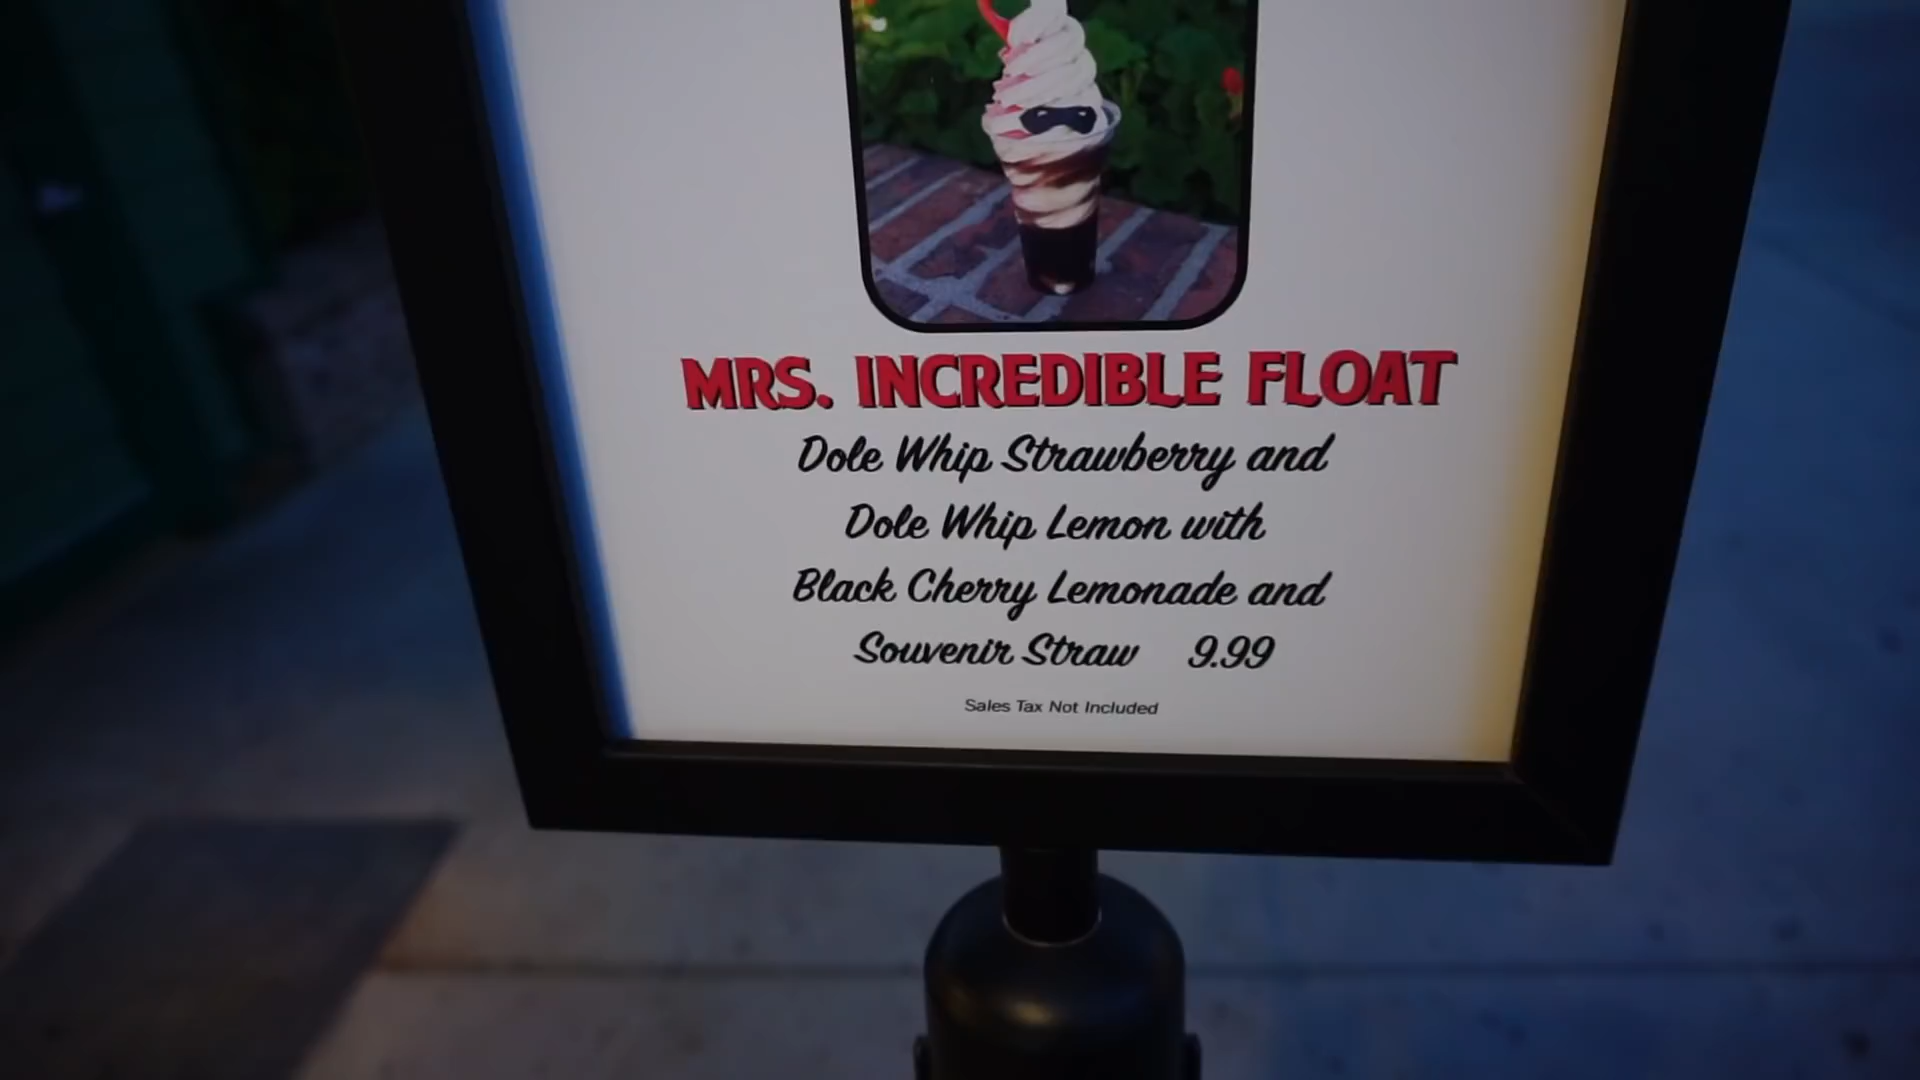 MRS. INCREDIBLE FLOAT
Dole Whip Strawberry and
Dole Whip Lemon with
Black Cherry Lemonade and
Souvenir Straw 9.99
Sales Tax Not Included